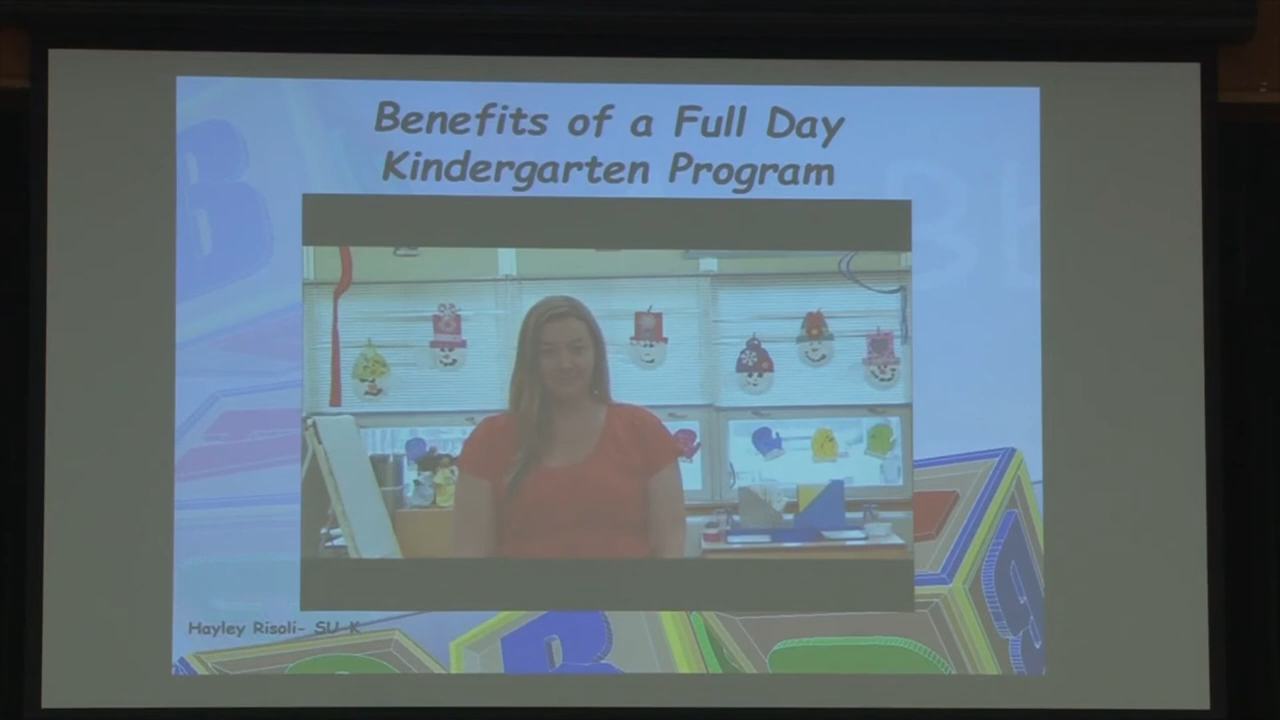 Benefits of a Full Day
Kindergarten Program
Hayley Risoli- SU-K